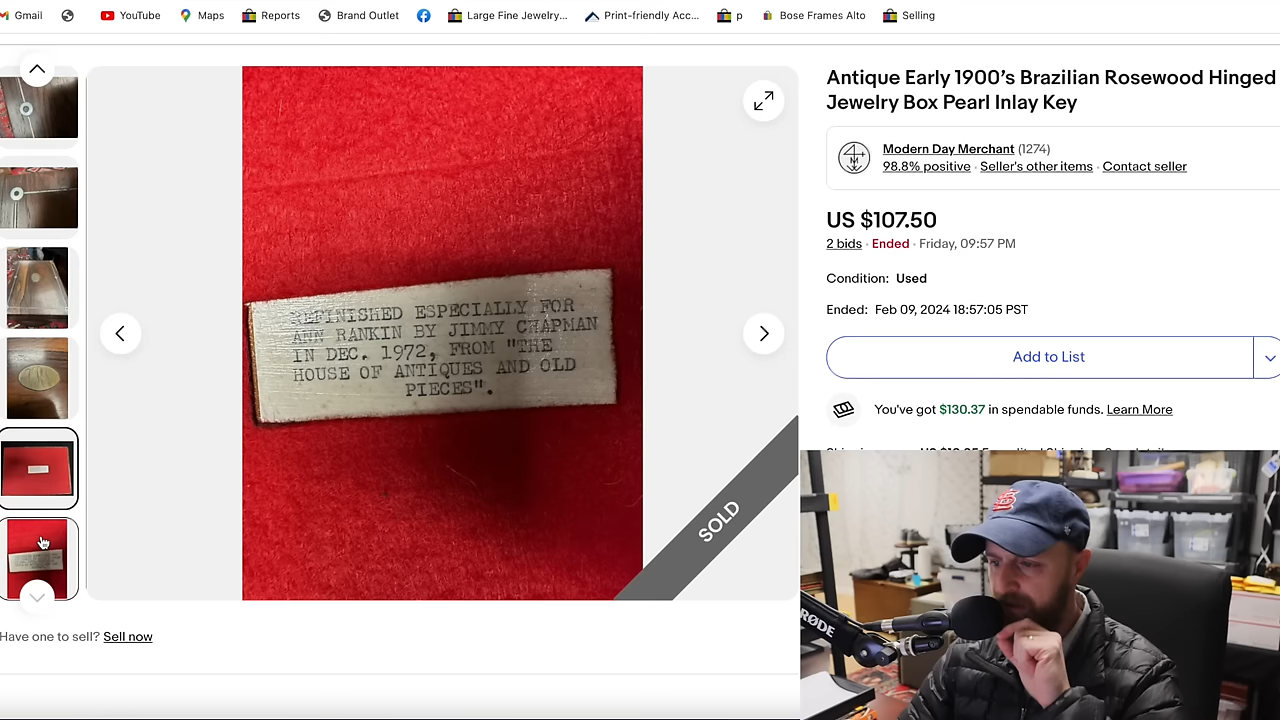 Gmail
YouTube
Maps
Reports
Brand Outlet
Large Fine Jewelry...
Print-friendly Acc...
p
Bose Frames Alto
Selling
Antique Early 1900's Brazilian Rosewood Hinged
Jewelry Box Pearl Inlay Key
Modern Day Merchant (1274)
98.8% positive · Seller's other items · Contact seller
US $107.50
2 bids · Ended · Friday, 09:57 PM
Condition: Used
Ended: Feb 09, 2024 18:57:05 PST
Add to List
You've got $130.37 in spendable funds. Learn More
REFINISHED ESPECIALLY FOR
ANN RANKIN BY JIMMY CHAPMAN
IN DEC. 1972, FROM "THE
HOUSE OF ANTIQUES AND OLD
PIECES".
SOLD
Have one to sell? Sell now
RØDE